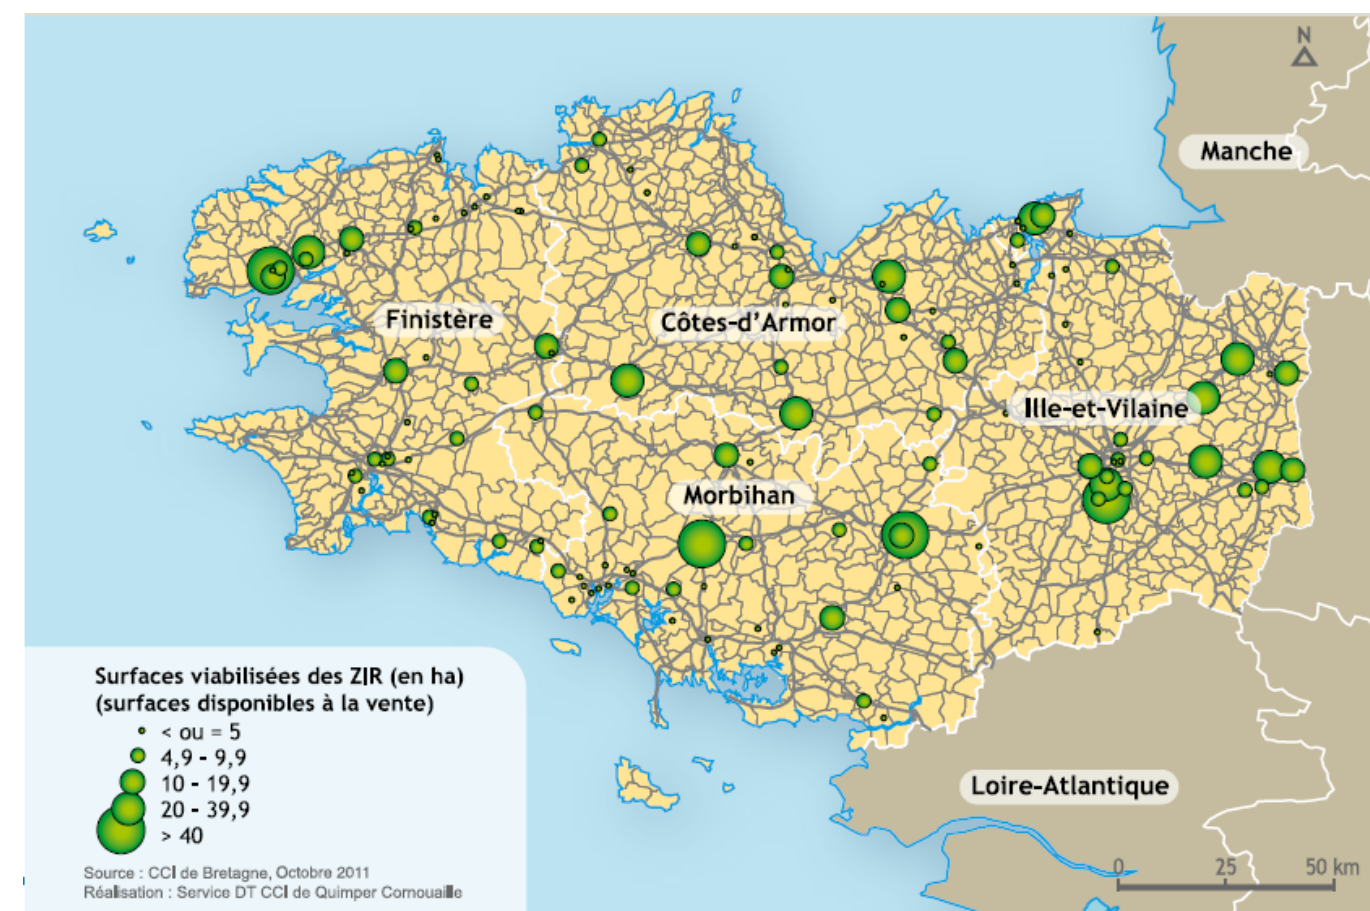 N
Manche
Finistère
Côtes-d'Armor
Ille-et-Vilaine
Morbihan
Loire-Atlantique
Surfaces viabilisées des ZIR (en ha)
(surfaces disponibles à la vente)
< ou = 5
4,9 - 9,9
10 - 19,9
20 - 39,9
> 40
Source : CCI de Bretagne, Octobre 2011
Réalisation : Service DT CCI de Quimper Cornouaille
0 25 50 km